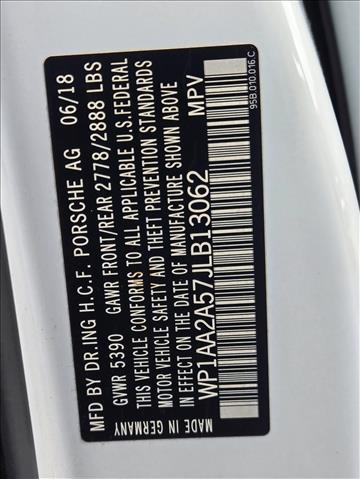 MFD BY DR.ING H.C.F. PORSCHE AG 06/18
GVWR 5390 GAWR FRONT/REAR 2778/2888 LBS
THIS VEHICLE CONFORMS TO ALL APPLICABLE U.S.FEDERAL
MOTOR VEHICLE SAFETY AND THEFT PREVENTION STANDARDS
IN EFFECT ON THE DATE OF MANUFACTURE SHOWN ABOVE
WP1AA2A57JLB13062 MPV
MADE IN GERMANY
95B.010.016 C